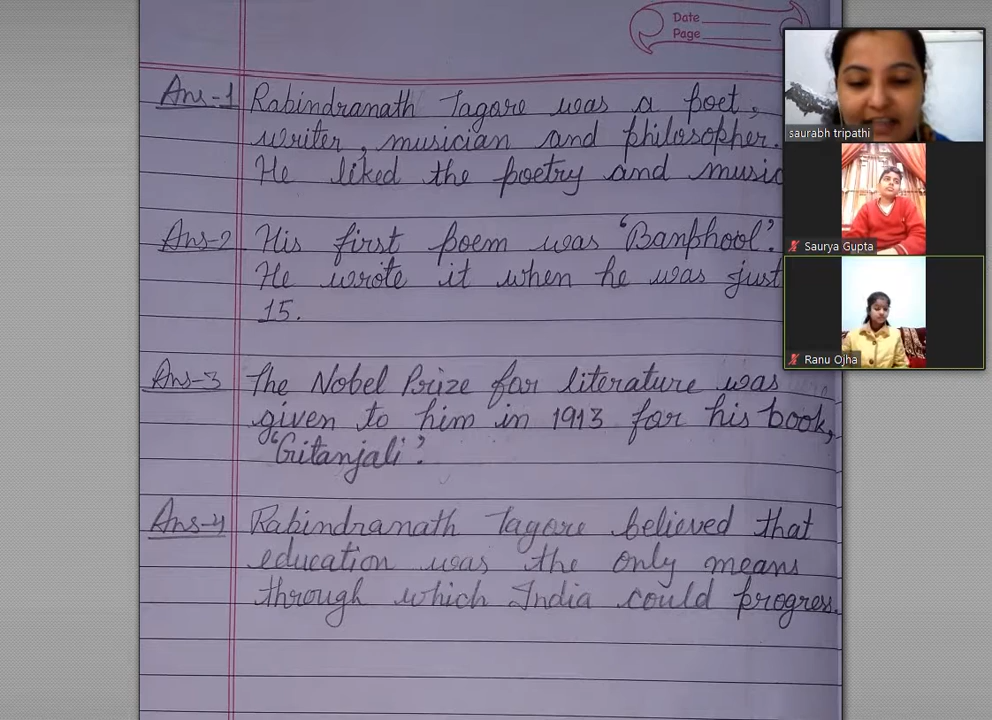 Date
Page
Ans-1 Rabindranath Tagore was a poet,
writer, musician and philosopher.
He liked the poetry and music
Ans-2 His first poem was 'Banphool'.
He wrote it when he was just
15.
Ans-3 The Nobel Prize for literature was
given to him in 1913 for his book,
'Gitanjali'.
Ans-4 Rabindranath Tagore believed that
education was the only means
through which India could progress.
saurabh tripathi
Saurya Gupta
Ranu Ojha